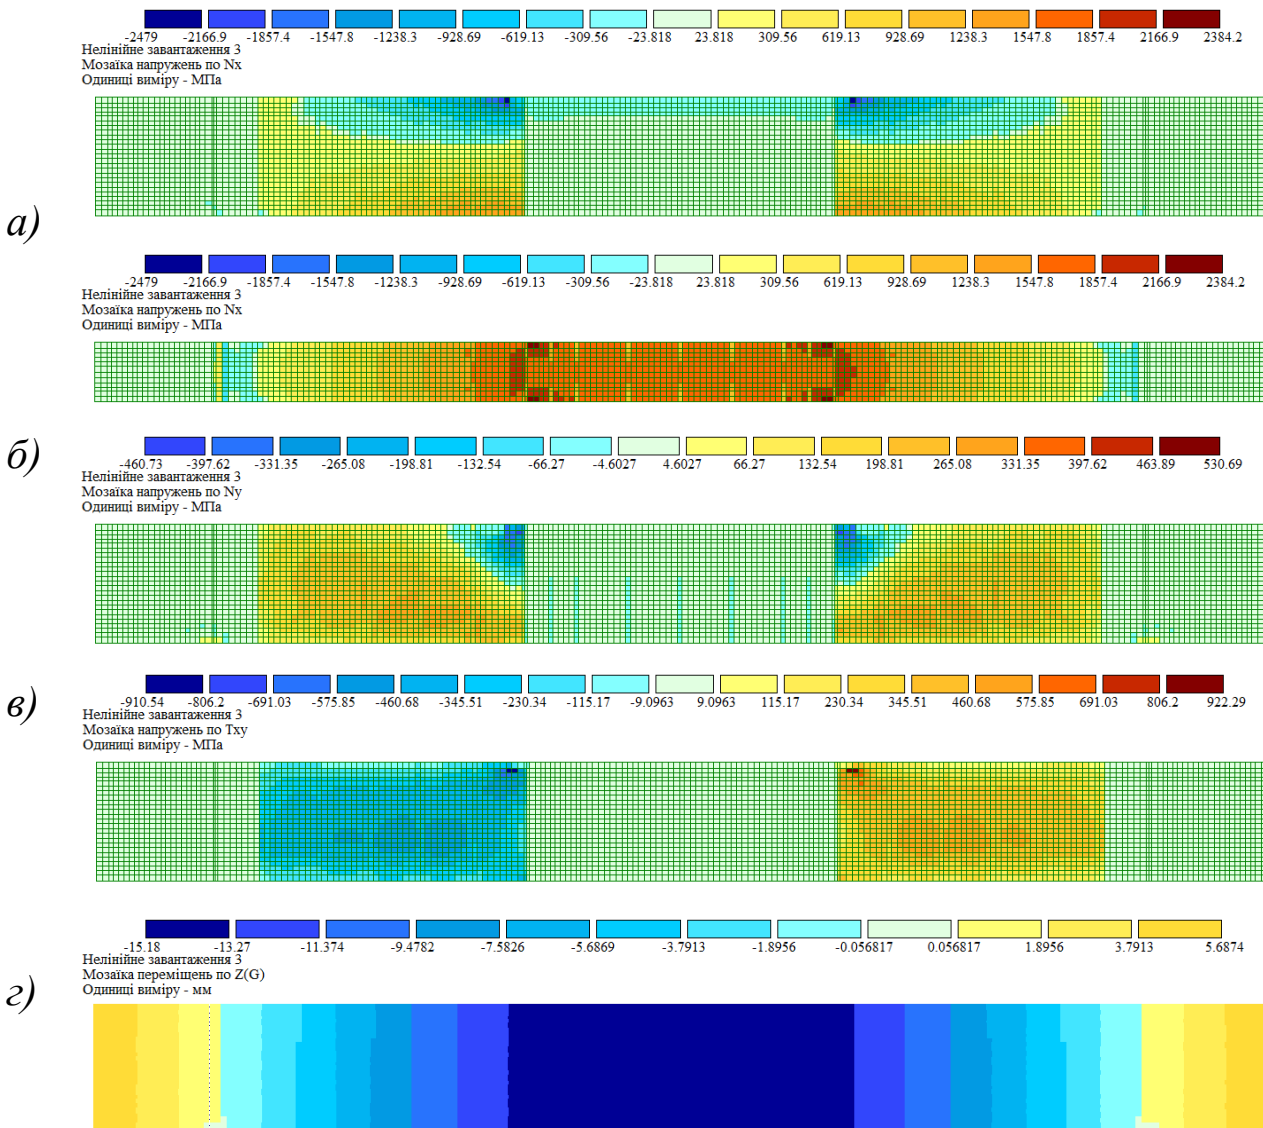 -2479 -2166.9 -1857.4 -1547.8 -1238.3 -928.69 -619.13 -309.56 -23.818 23.818 309.56 619.13 928.69 1238.3 1547.8 1857.4 2166.9 2384.2
Нелінійне завантаження 3
Мозаїка напружень по Nx
Одиниці виміру - МПа
а)
-2479 -2166.9 -1857.4 -1547.8 -1238.3 -928.69 -619.13 -309.56 -23.818 23.818 309.56 619.13 928.69 1238.3 1547.8 1857.4 2166.9 2384.2
Нелінійне завантаження 3
Мозаїка напружень по Nx
Одиниці виміру - МПа
б)
-460.73 -397.62 -331.35 -265.08 -198.81 -132.54 -66.27 -4.6027 4.6027 66.27 132.54 198.81 265.08 331.35 397.62 463.89 530.69
Нелінійне завантаження 3
Мозаїка напружень по Ny
Одиниці виміру - МПа
в)
-910.54 -806.2 -691.03 -575.85 -460.68 -345.51 -230.34 -115.17 -9.0963 9.0963 115.17 230.34 345.51 460.68 575.85 691.03 806.2 922.29
Нелінійне завантаження 3
Мозаїка напружень по Txy
Одиниці виміру - МПа
-15.18 -13.27 -11.374 -9.4782 -7.5826 -5.6869 -3.7913 -1.8956 -0.056817 0.056817 1.8956 3.7913 5.6874
Нелінійне завантаження 3
Мозаїка переміщень по Z(G)
Одиниці виміру - мм
г)